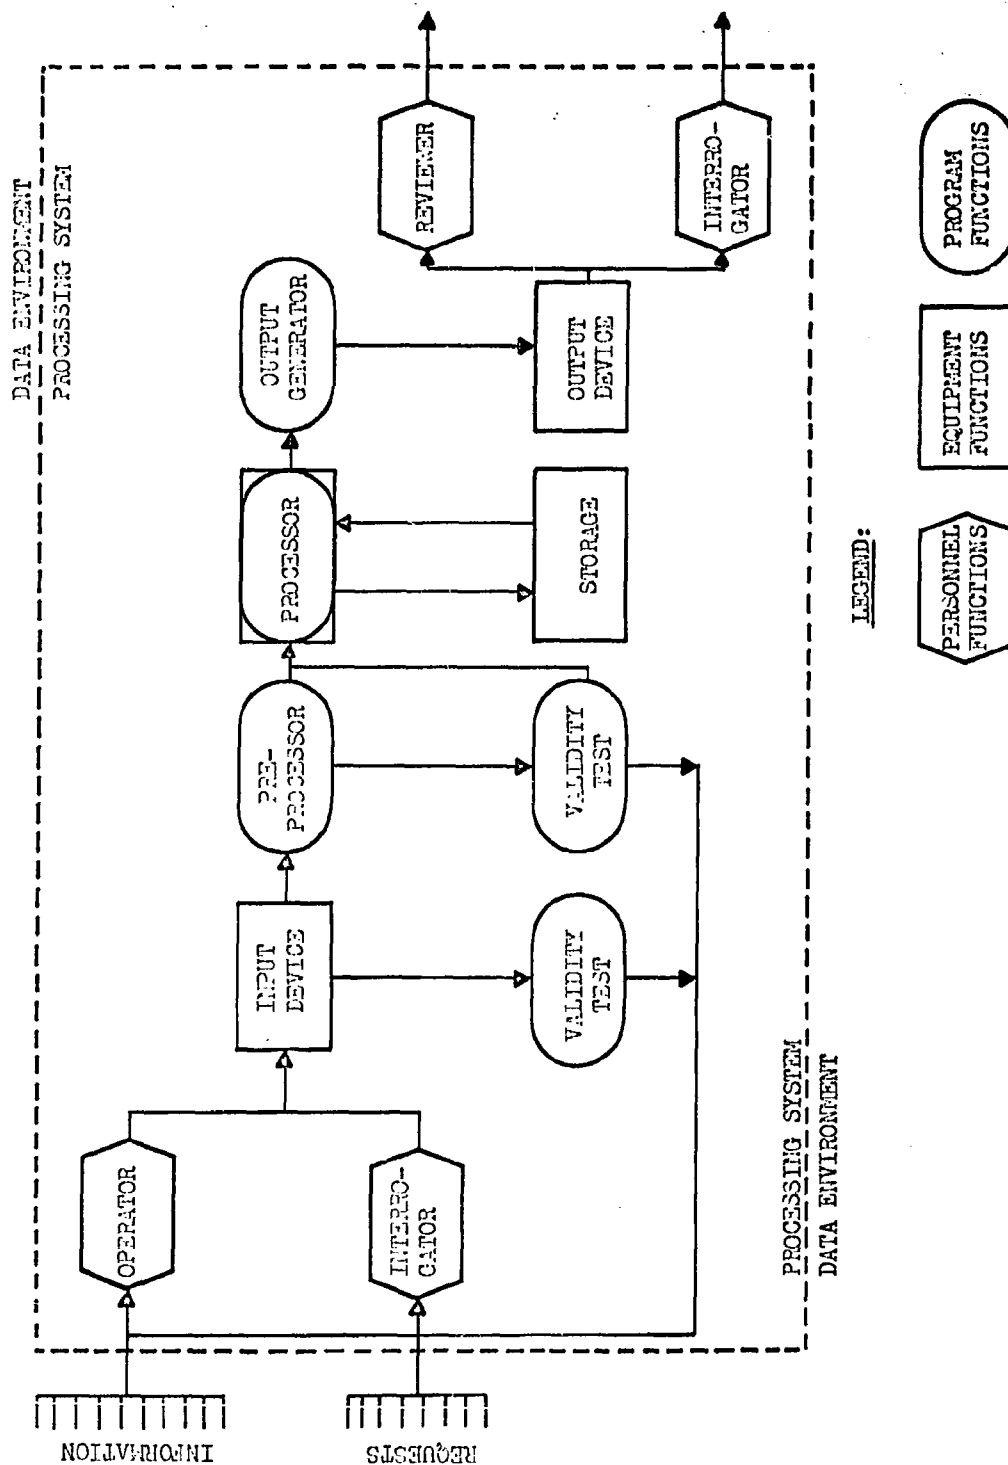 DATA ENVIRONMENT
PROCESSING SYSTEM
INFORMATION
REQUESTS
OPERATOR
INTERRO-
GATOR
INPUT
DEVICE
VALIDITY
TEST
PRE-
PROCESSOR
VALIDITY
TEST
PROCESSOR
STORAGE
OUTPUT
GENERATOR
OUTPUT
DEVICE
REVIEWER
INTERRO-
GATOR
PROCESSING SYSTEM
DATA ENVIRONMENT
LEGEND:
PERSONNEL
FUNCTIONS
EQUIPMENT
FUNCTIONS
PROGRAM
FUNCTIONS